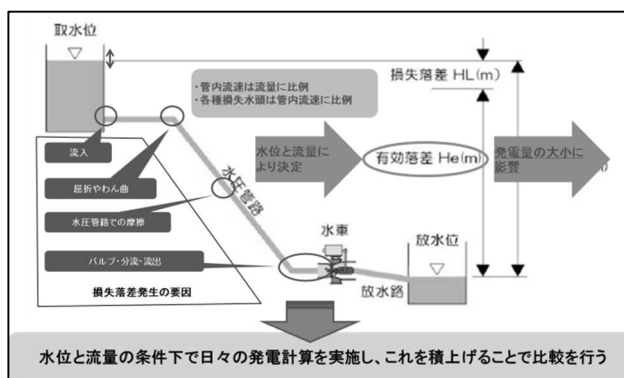 取水位
損失落差 HL(m)
・管内流速は流量に比例
・各種損失水頭は管内流速に比例
流入
屈折やわん曲
水圧管路での摩擦
バルブ・分流・流出
損失落差発生の要因
水圧管路
水位と流量に
より決定
有効落差 He(m)
発電量の大小に
影響
水車
放水位
放水路
水位と流量の条件下で日々の発電計算を実施し、これを積上げることで比較を行う